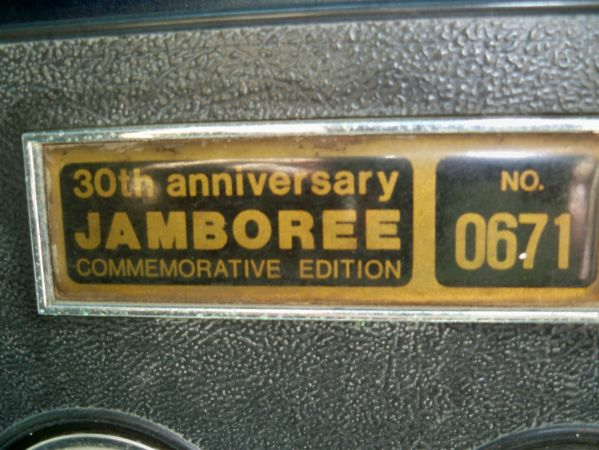 30th anniversary
JAMBOREE
COMMEMORATIVE EDITION
NO.
0671